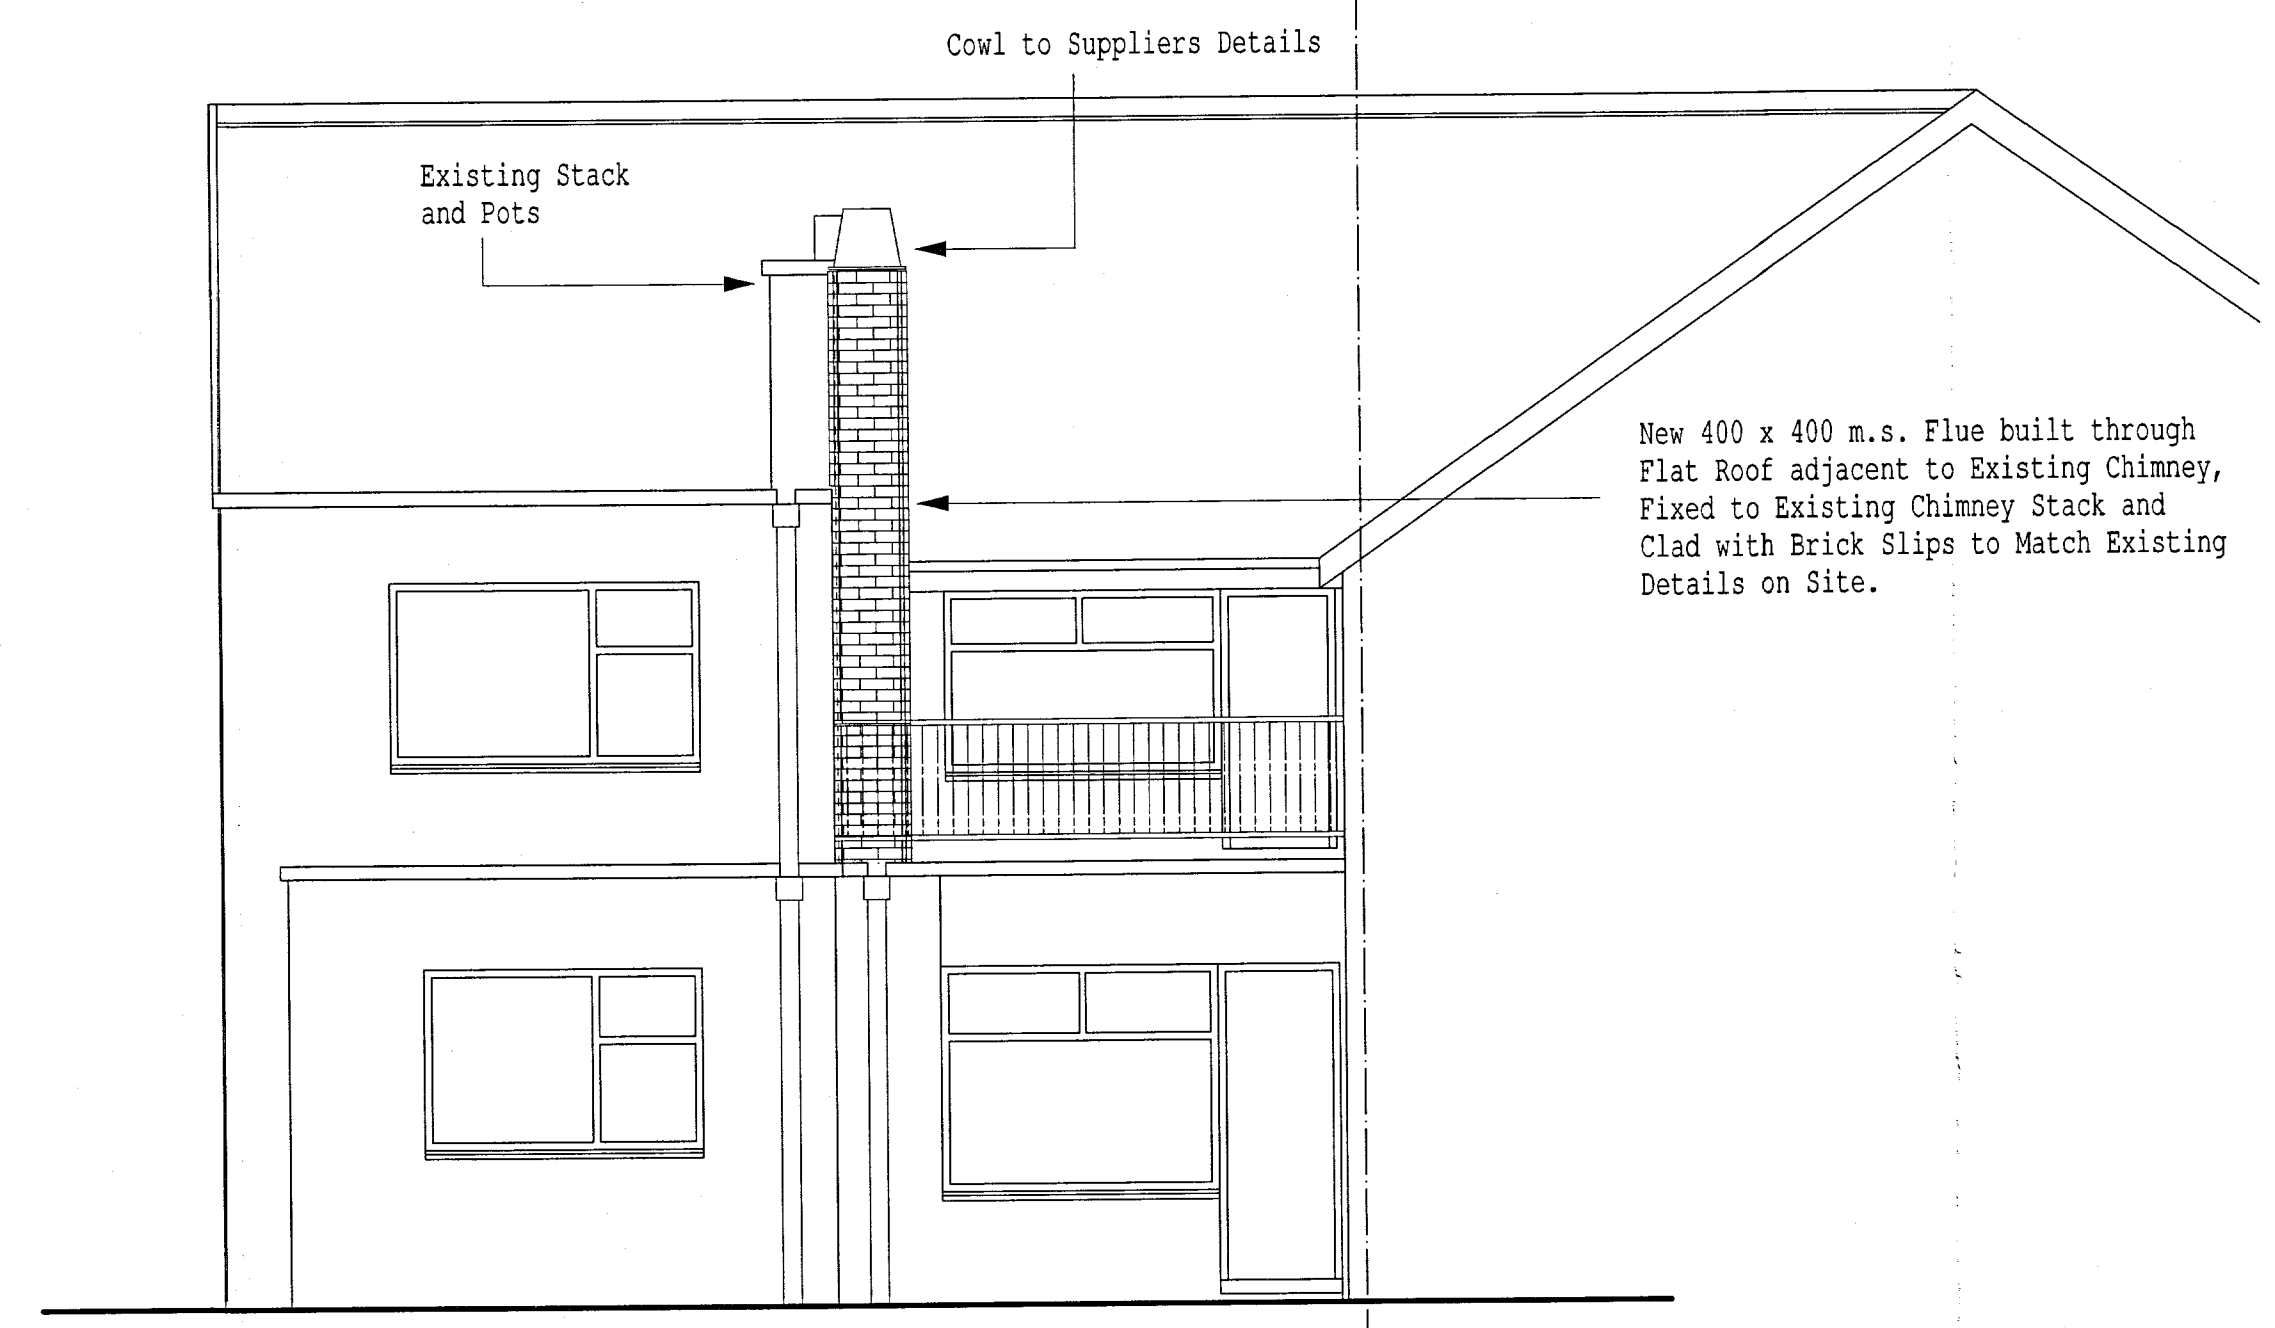 Cowl to Suppliers Details
Existing Stack
and Pots
New 400 x 400 m.s. Flue built through
Flat Roof adjacent to Existing Chimney,
Fixed to Existing Chimney Stack and
Clad with Brick Slips to Match Existing
Details on Site.